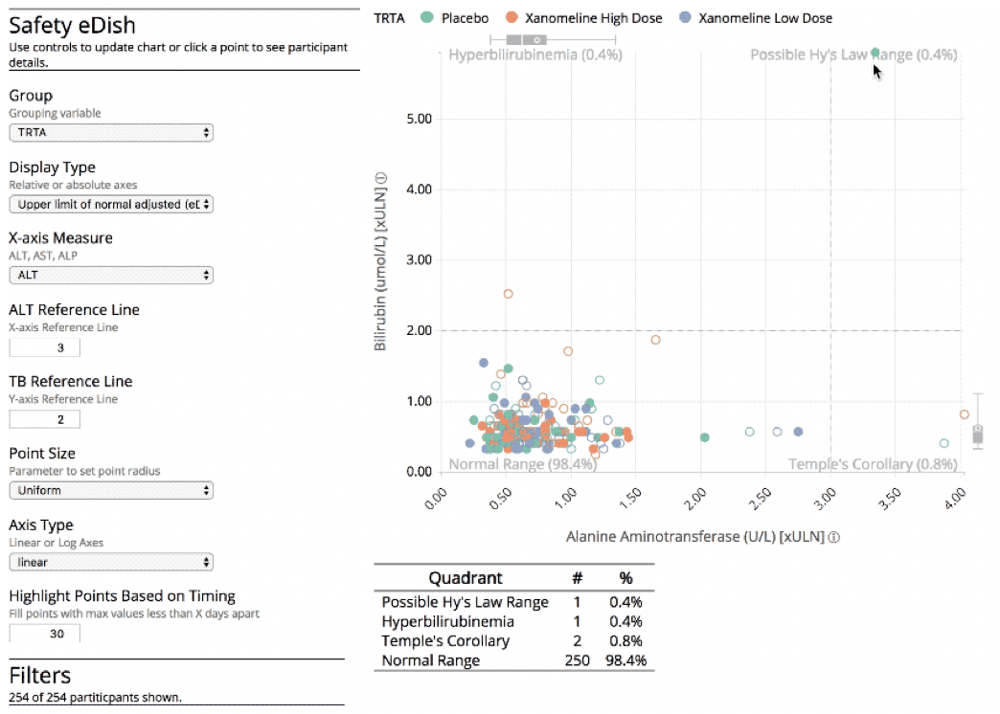 Safety eDish
Use controls to update chart or click a point to see participant
details.
Group
Grouping variable
TRTA
Display Type
Relative or absolute axes
Upper limit of normal adjusted (eD
X-axis Measure
ALT, AST, ALP
ALT
ALT Reference Line
X-axis Reference Line
3
TB Reference Line
Y-axis Reference Line
2
Point Size
Parameter to set point radius
Uniform
Axis Type
Linear or Log Axes
linear
Highlight Points Based on Timing
Fill points with max values less than X days apart
30
Filters
254 of 254 partiticpants shown.
TRTA Placebo Xanomeline High Dose Xanomeline Low Dose
Hyperbilirubinemia (0.4%) Possible Hy's Law Range (0.4%)
5.00
4.00
3.00
2.00
1.00
0.00
Bilirubin (umol/L) [xULN] ⓘ
Normal Range (98.4%) Temple's Corollary (0.8%)
0.00 0.50 1.00 1.50 2.00 2.50 3.00 3.50 4.00
Alanine Aminotransferase (U/L) [xULN] ⓘ
Quadrant # %
Possible Hy's Law Range 1 0.4%
Hyperbilirubinemia 1 0.4%
Temple's Corollary 2 0.8%
Normal Range 250 98.4%